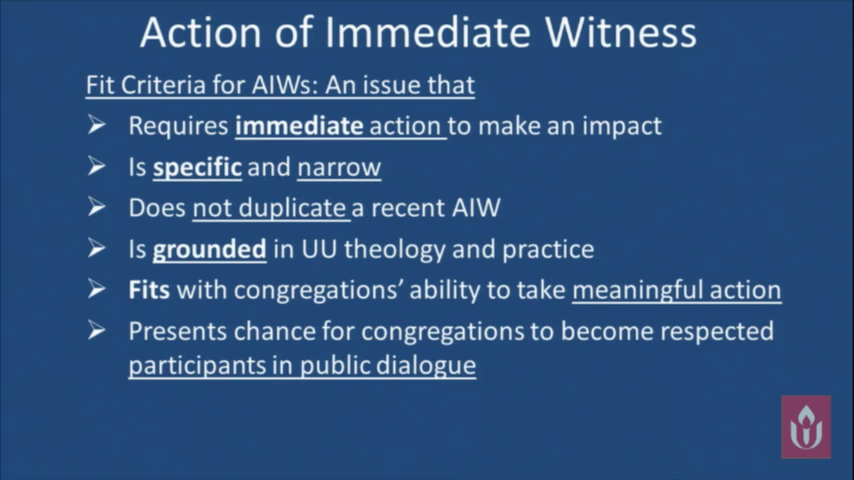 Action of Immediate Witness
Fit Criteria for AIWs: An issue that
➢ Requires immediate action to make an impact
➢ Is specific and narrow
➢ Does not duplicate a recent AIW
➢ Is grounded in UU theology and practice
➢ Fits with congregations’ ability to take meaningful action
➢ Presents chance for congregations to become respected
participants in public dialogue